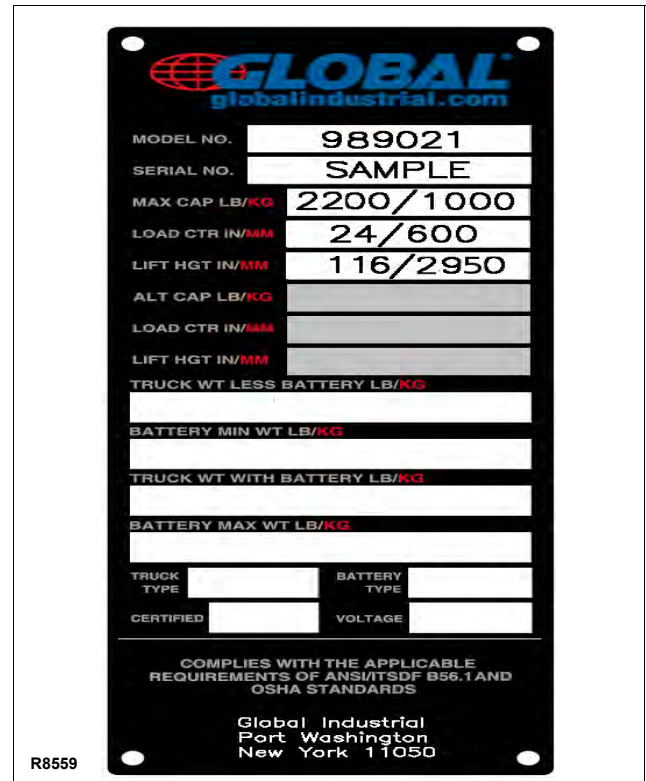 GLOBAL
globalindustrial.com
MODEL NO. 989021
SERIAL NO. SAMPLE
MAX CAP LB/KG 2200/1000
LOAD CTR IN/MM 24/600
LIFT HGT IN/MM 116/2950
ALT CAP LB/KG
LOAD CTR IN/MM
LIFT HGT IN/MM
TRUCK WT LESS BATTERY LB/KG
BATTERY MIN WT LB/KG
TRUCK WT WITH BATTERY LB/KG
BATTERY MAX WT LB/KG
TRUCK TYPE BATTERY TYPE
CERTIFIED VOLTAGE
COMPLIES WITH THE APPLICABLE
REQUIREMENTS OF ANSI/ITSDF B56.1AND
OSHA STANDARDS
Global Industrial
Port Washington
New York 11050
R8559